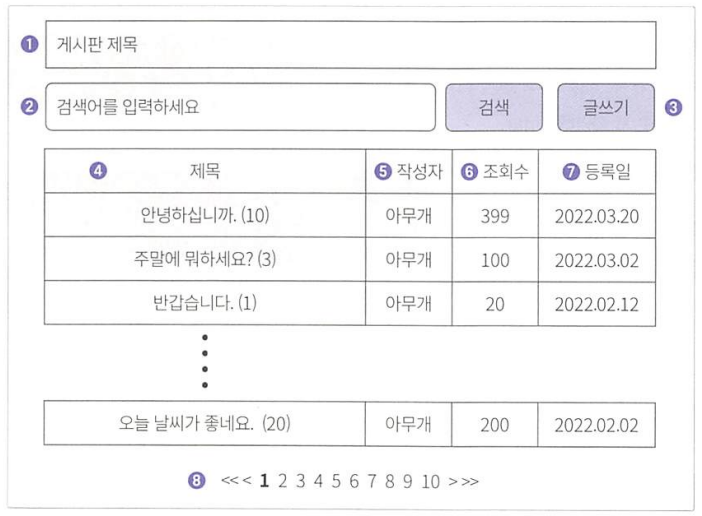 ❶ 게시판 제목
❷ 검색어를 입력하세요 검색 글쓰기 ❸
❹ 제목 ❺ 작성자 ❻ 조회수 ❼ 등록일
안녕하십니까. (10) 아무개 399 2022.03.20
주말에 뭐하세요? (3) 아무개 100 2022.03.02
반갑습니다. (1) 아무개 20 2022.02.12
오늘 날씨가 좋네요. (20) 아무개 200 2022.02.02
❽ <<< 1 2 3 4 5 6 7 8 9 10 >>>